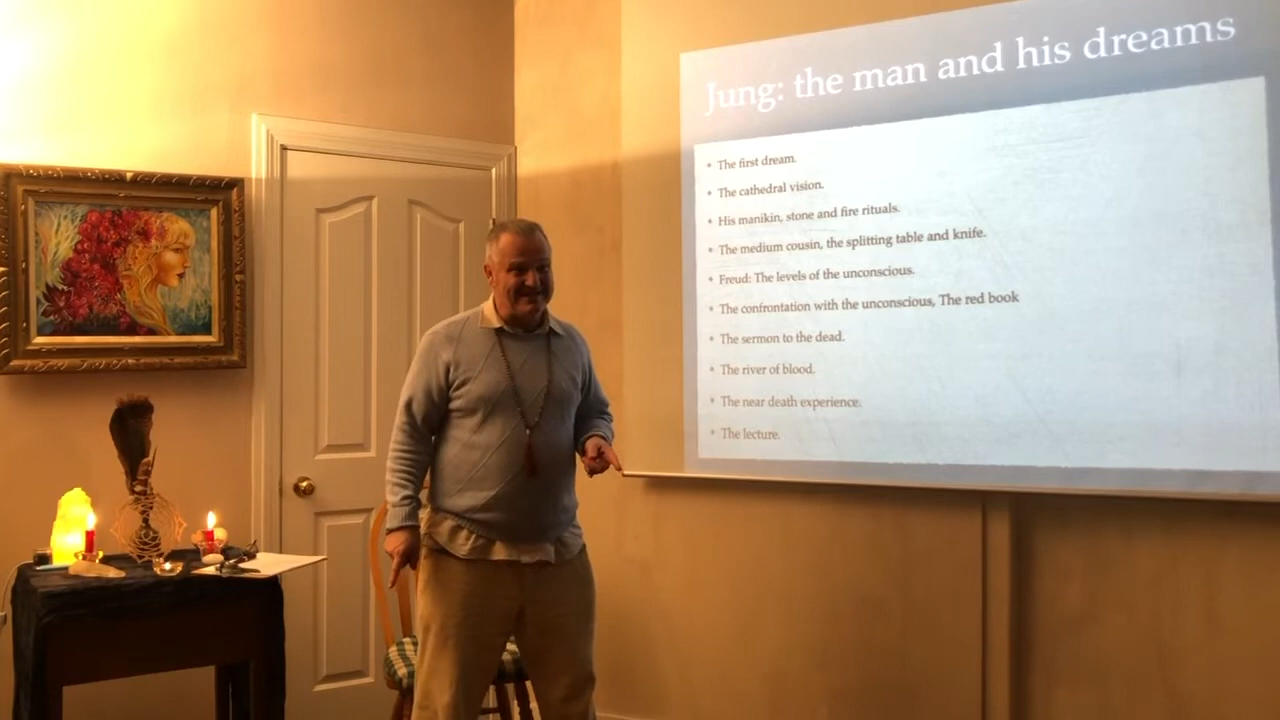 Jung: the man and his dreams
• The first dream.
• The cathedral vision.
• His manikin, stone and fire rituals.
• The medium cousin, the splitting table and knife.
• Freud: The levels of the unconscious.
• The confrontation with the unconscious, The red book
• The sermon to the dead.
• The river of blood.
• The near death experience.
• The lecture.